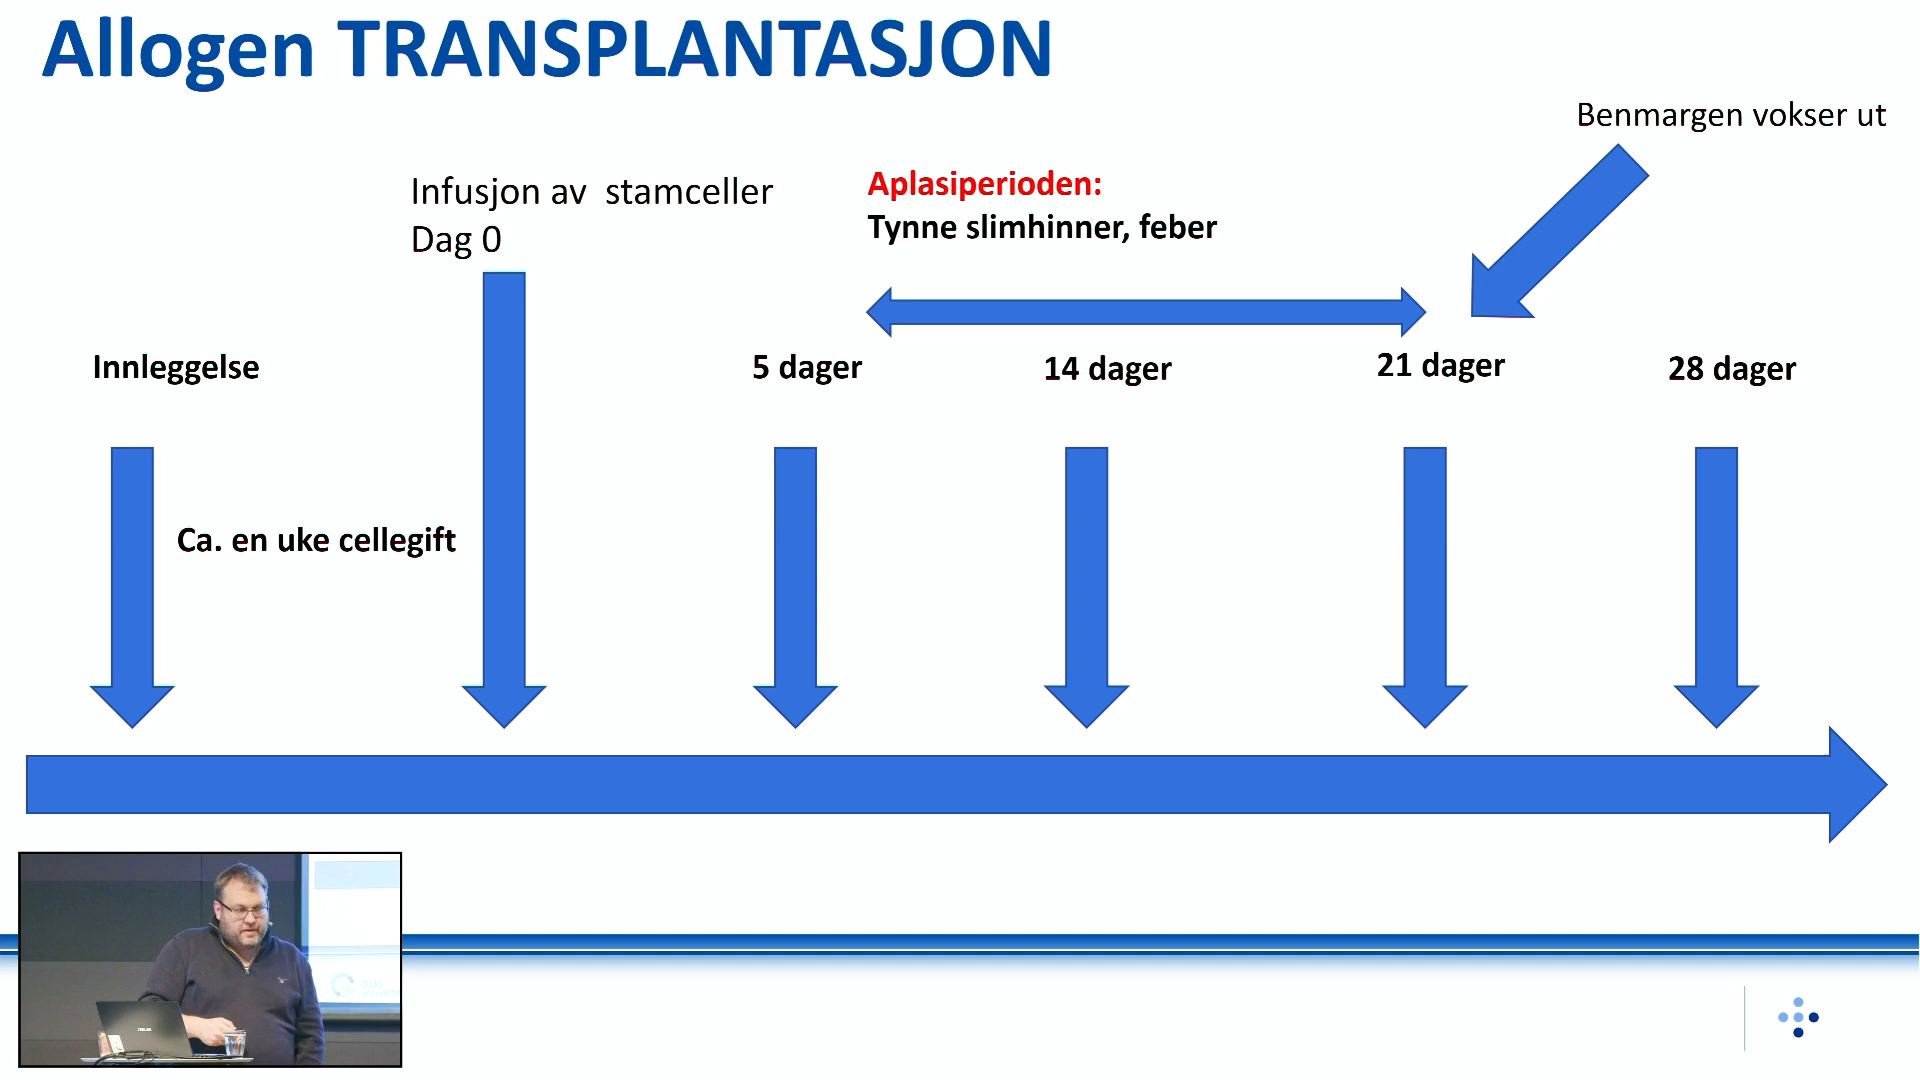 Allogen TRANSPLANTASJON
Benmargen vokser ut
Infusjon av  stamceller
Dag 0
Aplasiperioden:
Tynne slimhinner, feber
Innleggelse
5 dager
14 dager
21 dager
28 dager
Ca. en uke cellegift